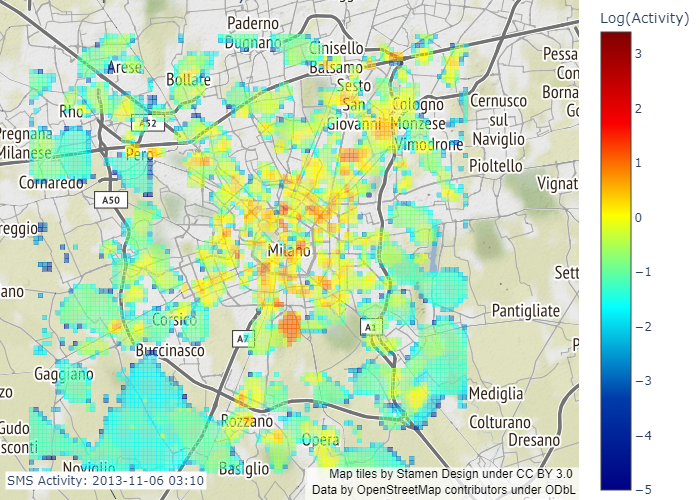 Paderno
Dugnano
Cinisello
Balsamo
Sesto
San
Giovanni
Cologno
Monzese
Vimodrone
Cernusco
sul
Naviglio
Pioltello
Vignat
Pessa
Con
Borna
Go
Arese
Bollate
Rho
A52
Pero
Pregnana
Milanese
Cornaredo
A50
reggio
ano
Milano
Corsico
Buccinasco
A7
A1
Sett
Pantigliate
P
Gaggiano
zo
Gudo
sconti
Noviglio
Rozzano
Opera
Basiglio
Mediglia
Colturano
Dresano
SMS Activity: 2013-11-06 03:10
Map tiles by Stamen Design under CC BY 3.0
Data by OpenStreetMap contributors under ODbL
Log(Activity)
3
2
1
0
−1
−2
−3
−4
−5